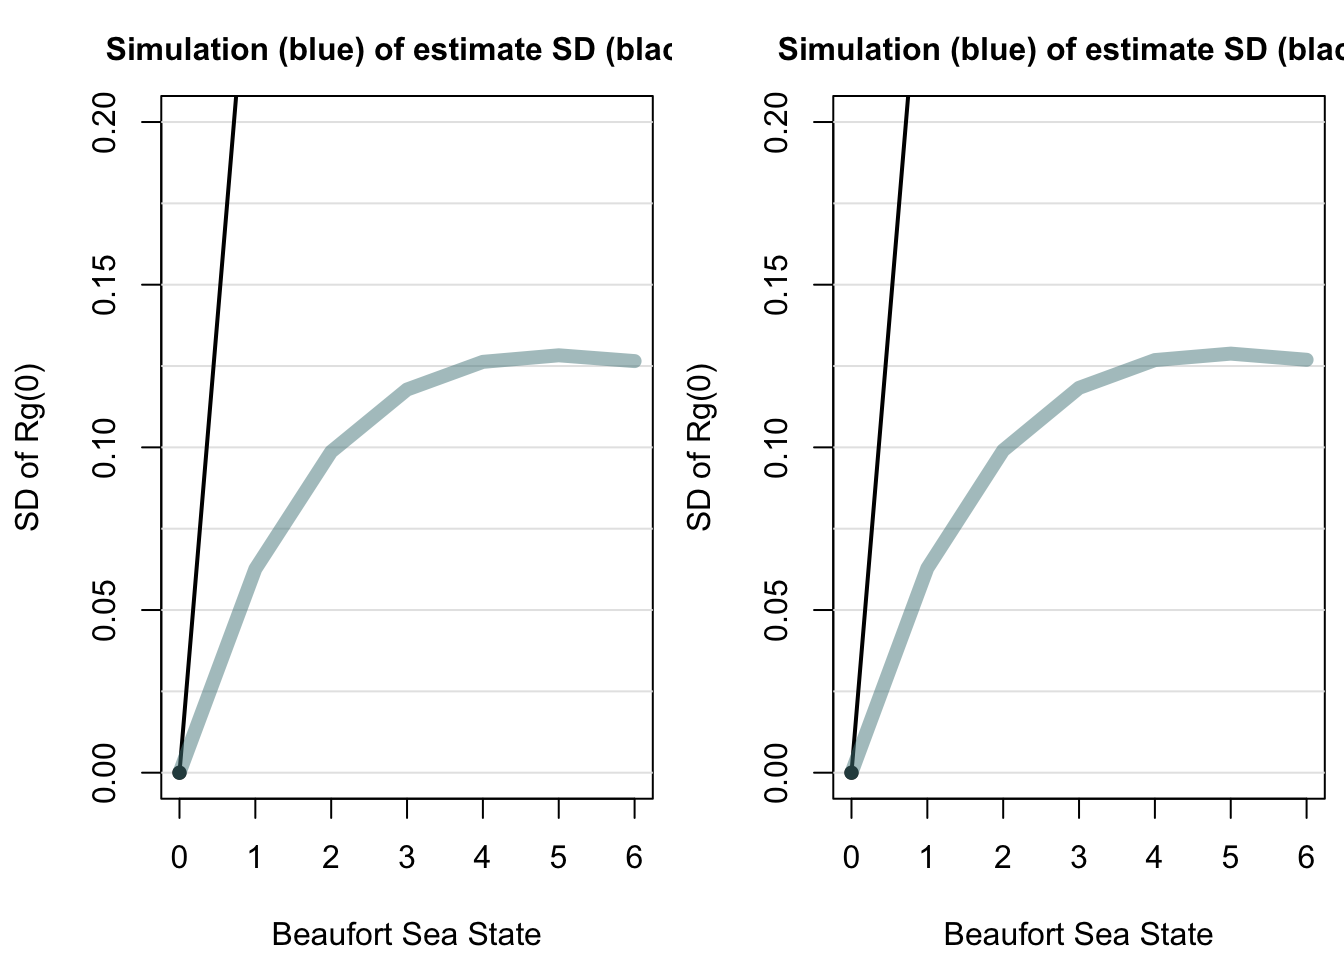 Simulation (blue) of estimate SD (blac
0.20
0.15
0.10
0.05
0.00
SD of Rg(0)
0 1 2 3 4 5 6
Beaufort Sea State
Simulation (blue) of estimate SD (blac
0.20
0.15
0.10
0.05
0.00
SD of Rg(0)
0 1 2 3 4 5 6
Beaufort Sea State